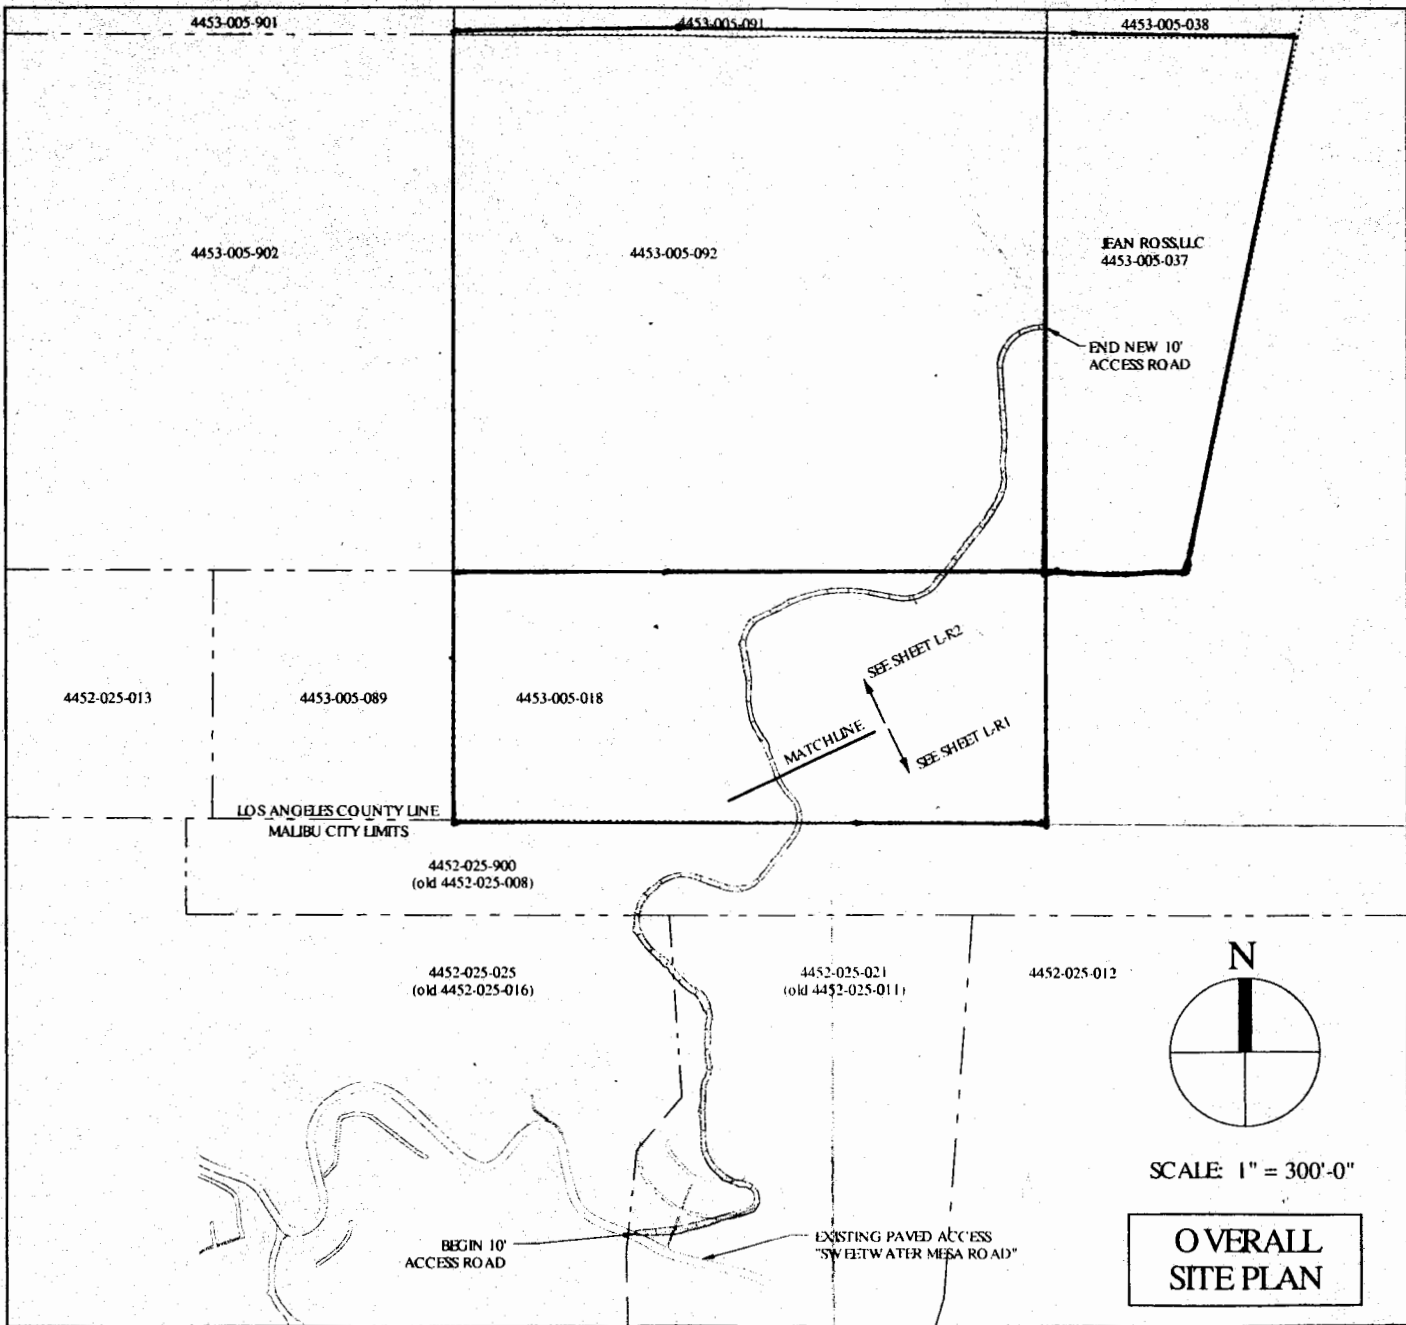 4453-005-901
4453-005-091
4453-005-038
4453-005-902
4453-005-092
JEAN ROSS,LLC
4453-005-037
END NEW 10'
ACCESS ROAD
SEE SHEET L-R2
4452-025-013
4453-005-089
4453-005-018
MATCHLINE
SEE SHEET L-R1
LOS ANGELES COUNTY LINE
MALIBU CITY LIMITS
4452-025-900
(old 4452-025-008)
4452-025-025
(old 4452-025-016)
4452-025-021
(old 4452-025-011)
4452-025-012
N
SCALE: 1" = 300'-0"
BEGIN 10'
ACCESS ROAD
EXISTING PAVED ACCESS
"SWEETWATER MESA ROAD"
OVERALL
SITE PLAN